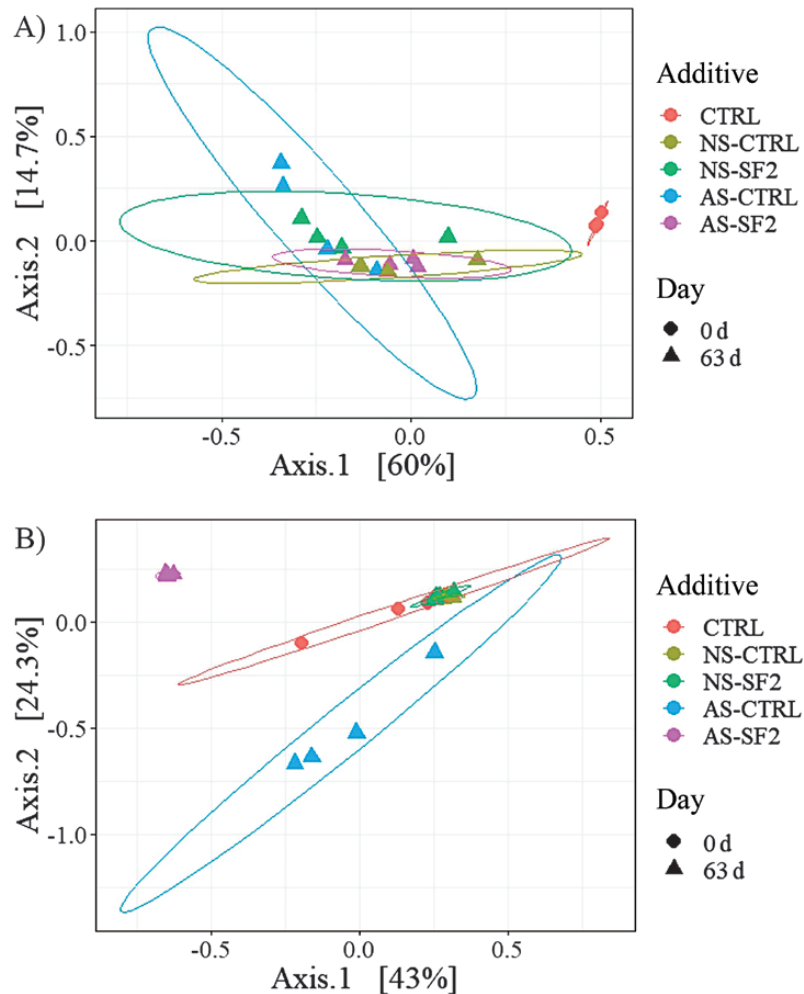 A)
1.0
0.5
0.0
-0.5
Axis.2 [14.7%]
-0.5 0.0 0.5
Axis.1 [60%]
Additive
CTRL
NS-CTRL
NS-SF2
AS-CTRL
AS-SF2
Day
0 d
63 d
B)
0.0
-0.5
-1.0
Axis.2 [24.3%]
-0.5 0.0 0.5
Axis.1 [43%]
Additive
CTRL
NS-CTRL
NS-SF2
AS-CTRL
AS-SF2
Day
0 d
63 d